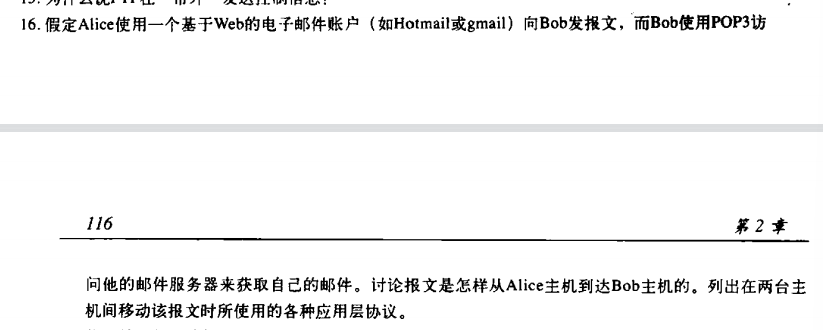 16. 假定Alice使用一个基于Web的电子邮件账户（如Hotmail或gmail）向Bob发报文，而Bob使用POP3访
116
第 2 章
问他的邮件服务器来获取自己的邮件。讨论报文是怎样从Alice主机到达Bob主机的。列出在两台主
机间移动该报文时所使用的各种应用层协议。